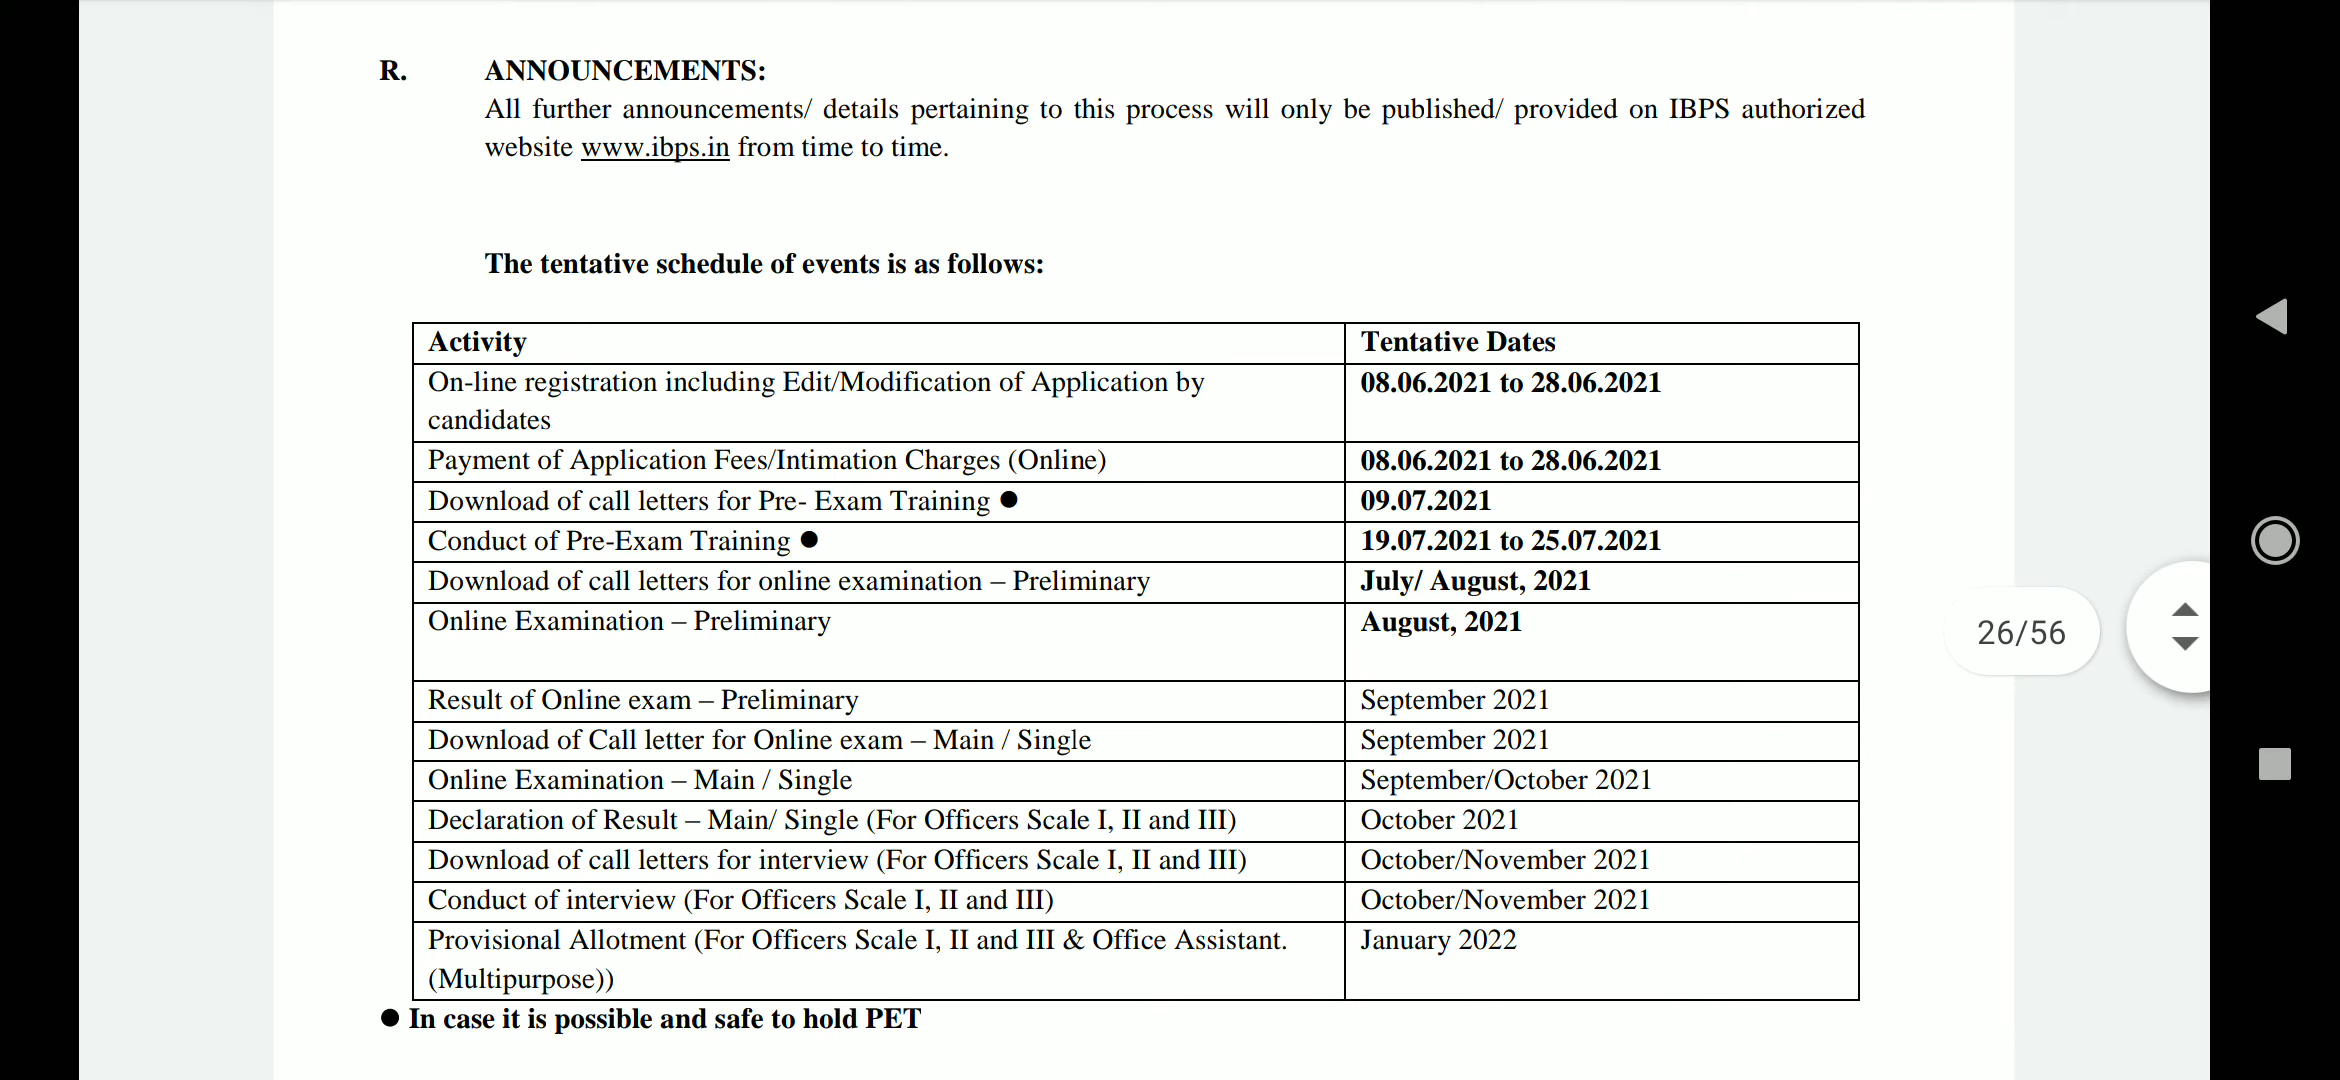 R. ANNOUNCEMENTS:
All further announcements/ details pertaining to this process will only be published/ provided on IBPS authorized
website www.ibps.in from time to time.
The tentative schedule of events is as follows:
Activity Tentative Dates
On-line registration including Edit/Modification of Application by 08.06.2021 to 28.06.2021
candidates
Payment of Application Fees/Intimation Charges (Online) 08.06.2021 to 28.06.2021
Download of call letters for Pre- Exam Training ● 09.07.2021
Conduct of Pre-Exam Training ● 19.07.2021 to 25.07.2021
Download of call letters for online examination – Preliminary July/ August, 2021
Online Examination – Preliminary August, 2021
26/56
Result of Online exam – Preliminary September 2021
Download of Call letter for Online exam – Main / Single September 2021
Online Examination – Main / Single September/October 2021
Declaration of Result – Main/ Single (For Officers Scale I, II and III) October 2021
Download of call letters for interview (For Officers Scale I, II and III) October/November 2021
Conduct of interview (For Officers Scale I, II and III) October/November 2021
Provisional Allotment (For Officers Scale I, II and III & Office Assistant. January 2022
(Multipurpose))
● In case it is possible and safe to hold PET